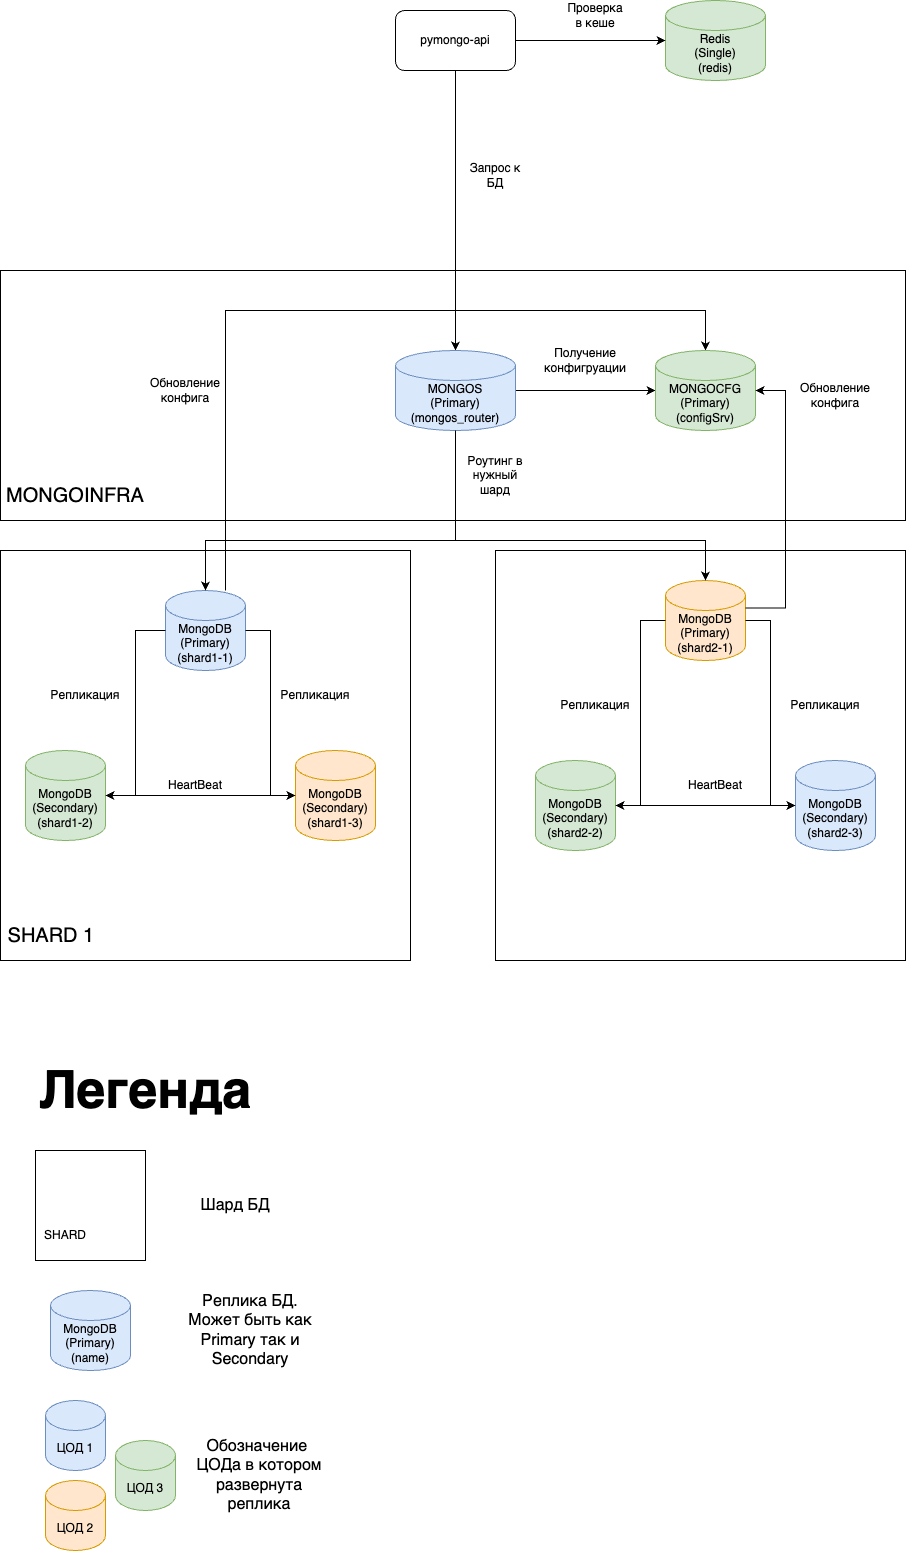 pymongo-api
Проверка
в кеше
Redis
(Single)
(redis)
Запрос к
БД
Обновление
конфига
MONGOS
(Primary)
(mongos_router)
Получение
конфигруации
MONGOCFG
(Primary)
(configSrv)
Обновление
конфига
Роутинг в
нужный
шард
MONGOINFRA
MongoDB
(Primary)
(shard1-1)
Репликация
Репликация
HeartBeat
MongoDB
(Secondary)
(shard1-2)
MongoDB
(Secondary)
(shard1-3)
SHARD 1
MongoDB
(Primary)
(shard2-1)
Репликация
Репликация
HeartBeat
MongoDB
(Secondary)
(shard2-2)
MongoDB
(Secondary)
(shard2-3)
Легенда
SHARD
Шард БД
MongoDB
(Primary)
(name)
Реплика БД.
Может быть как
Primary так и
Secondary
ЦОД 1
ЦОД 3
ЦОД 2
Обозначение
ЦОДа в котором
развернута
реплика